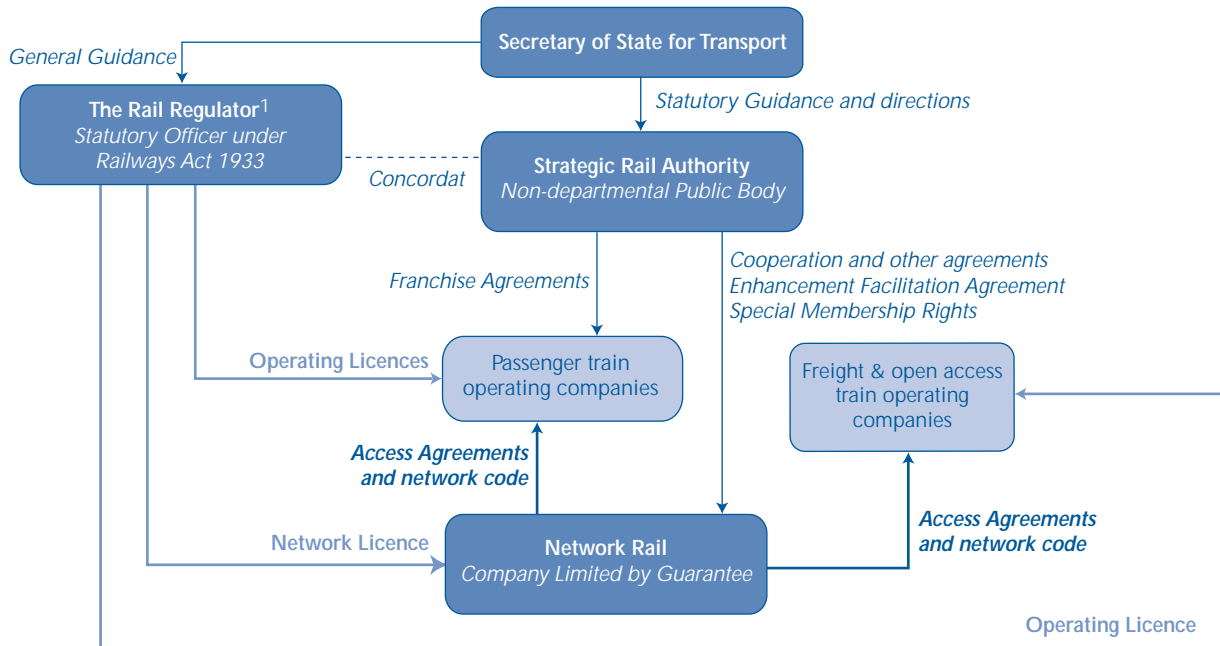 Secretary of State for Transport
General Guidance
The Rail Regulator1
Statutory Officer under
Railways Act 1933
Statutory Guidance and directions
Concordat
Strategic Rail Authority
Non-departmental Public Body
Franchise Agreements
Cooperation and other agreements
Enhancement Facilitation Agreement
Special Membership Rights
Operating Licences
Passenger train
operating companies
Freight & open access
train operating
companies
Access Agreements
and network code
Network Licence
Network Rail
Company Limited by Guarantee
Access Agreements
and network code
Operating Licence